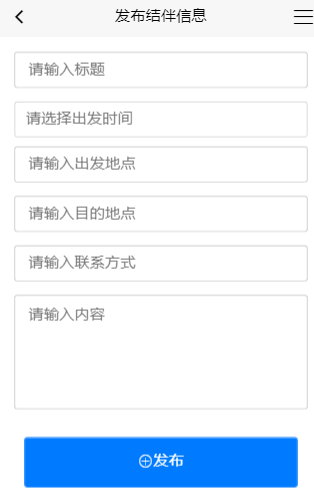 发布结伴信息
请输入标题
请选择出发时间
请输入出发地点
请输入目的地点
请输入联系方式
请输入内容
发布